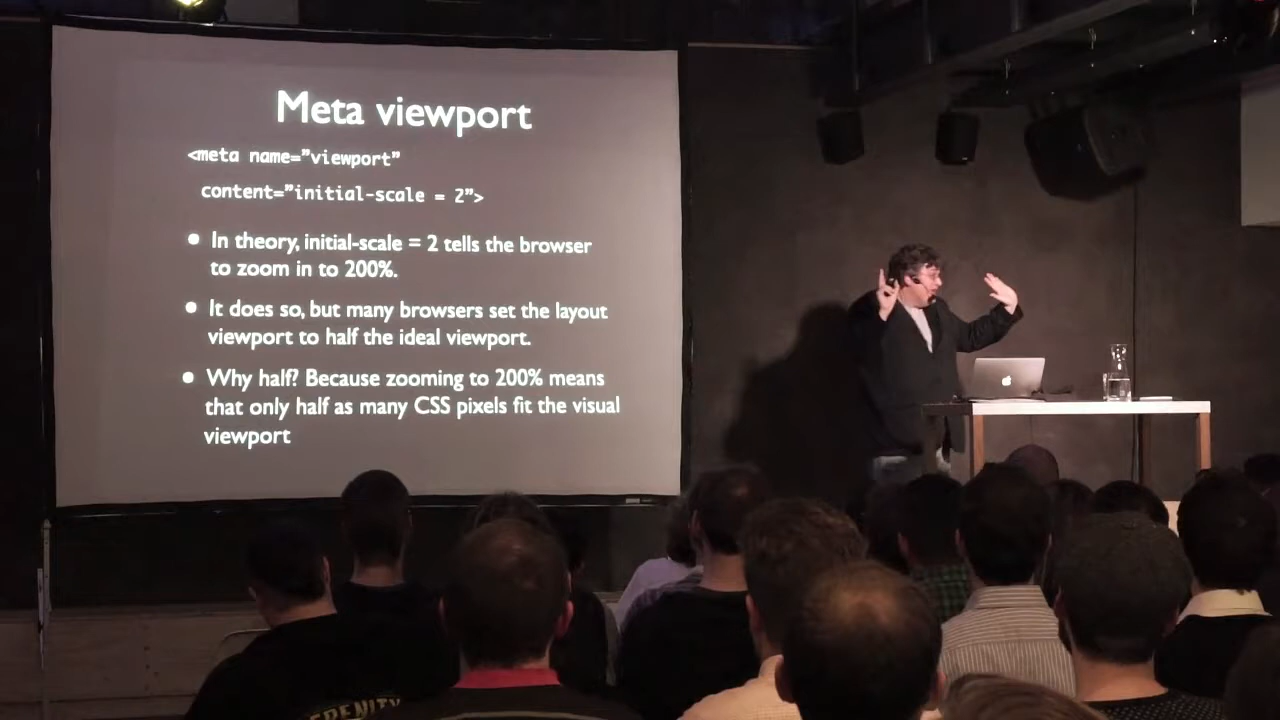 Meta viewport
<meta name=”viewport”
content=”initial-scale = 2”>
• In theory, initial-scale = 2 tells the browser
to zoom in to 200%.
• It does so, but many browsers set the layout
viewport to half the ideal viewport.
• Why half? Because zooming to 200% means
that only half as many CSS pixels fit the visual
viewport
ERENITY